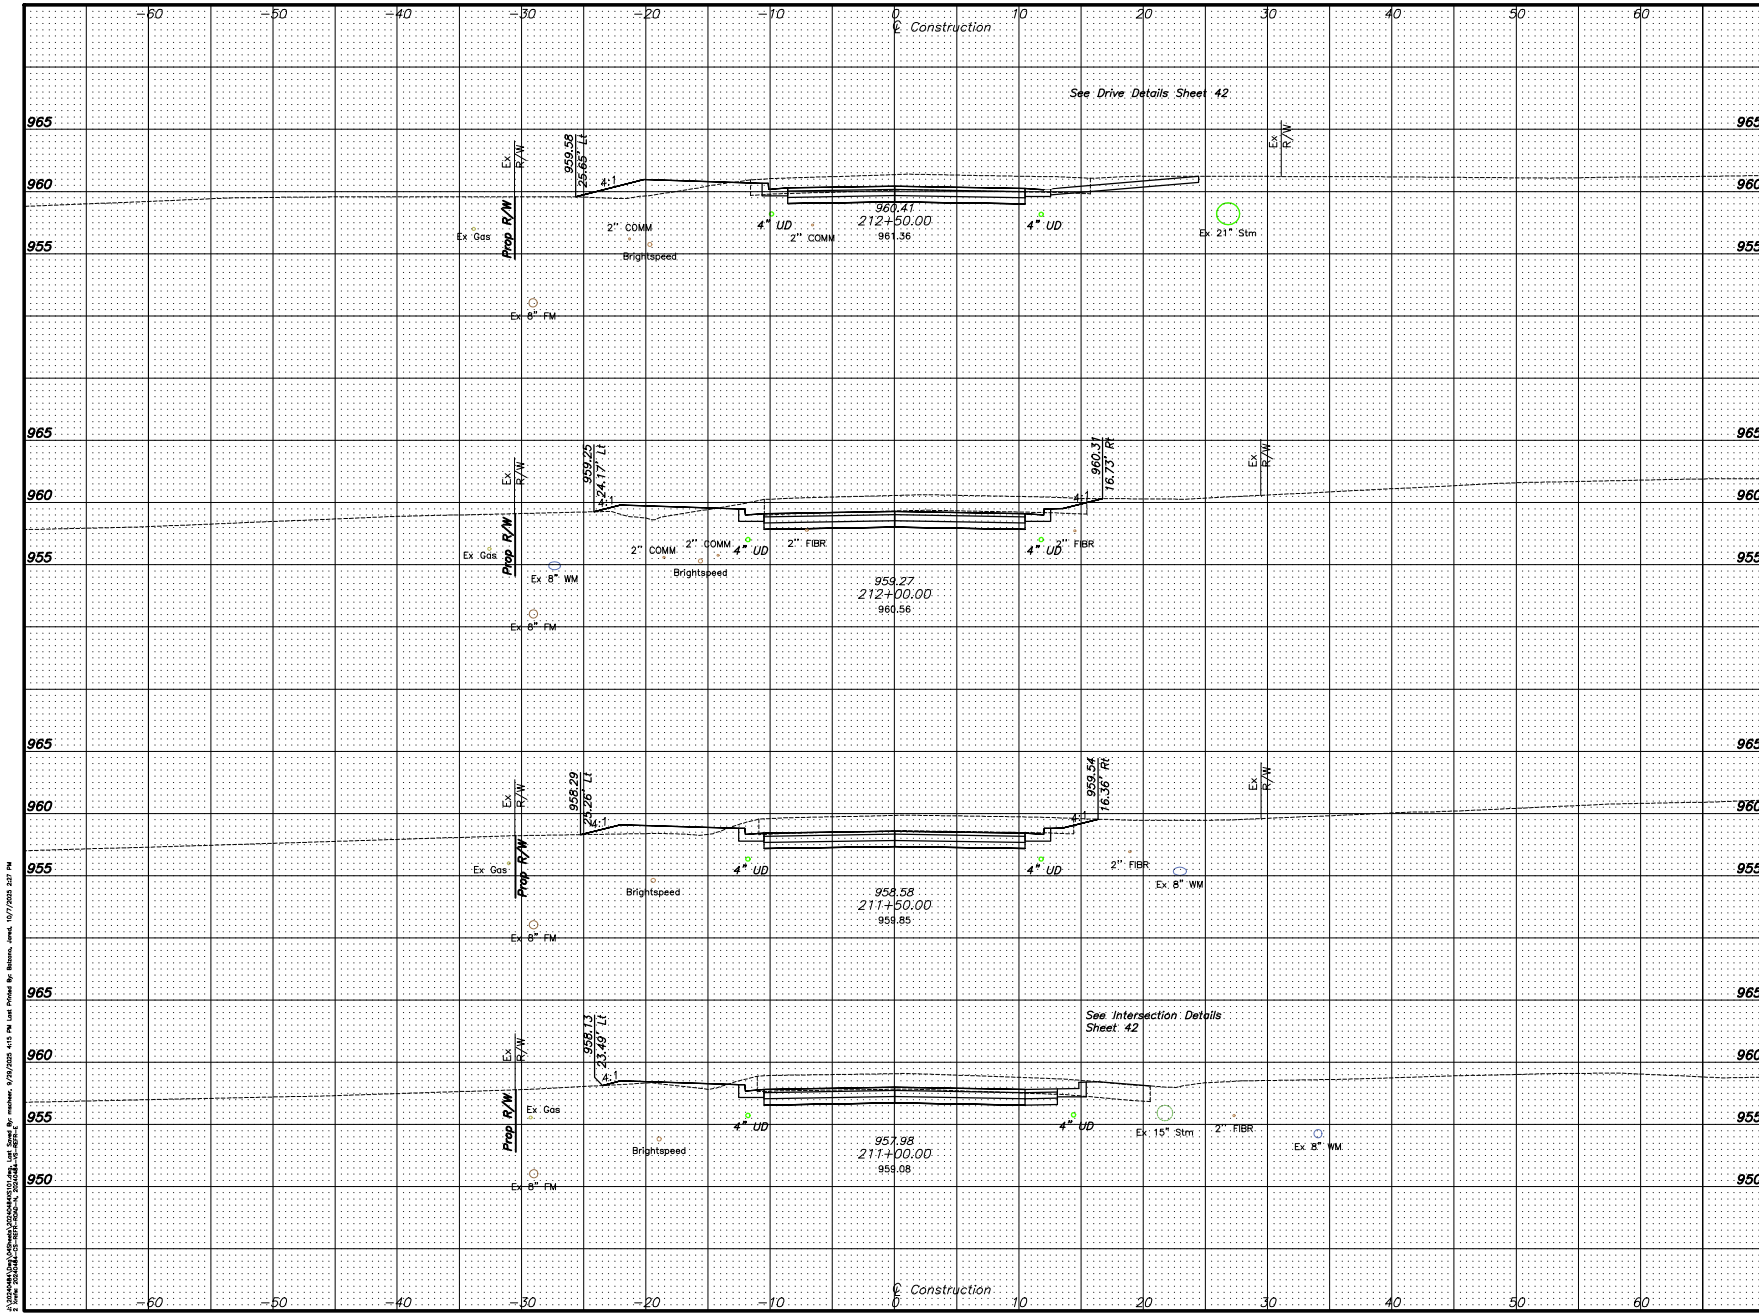 -60 -50 -40 -30 -20 -10 0 10 20 30 40 50 60
℄ Construction
See Drive Details Sheet 42
965 965
Ex R/W
959.58
25.65' Lt
Ex R/W
4:1
960 960
Prop R/W
960.41
212+50.00
961.36
4" UD
4" UD
2'' COMM
2'' COMM
Ex Gas
Ex 21" Stm
Brightspeed
955 955
Ex 8" FM
965 965
Ex R/W
959.25
24.17' Lt
960.31
16.73' Rt
Ex R/W
4:1
4:1
960 960
Prop R/W
2'' COMM
2'' COMM
4" UD
2'' FIBR
4" UD
2'' FIBR
Ex Gas
955 955
Brightspeed
Ex 8" WM
959.27
212+00.00
960.56
Ex 8" FM
965 965
Ex R/W
958.29
25.26' Lt
959.54
16.36' Rt
Ex R/W
4:1
4:1
960 960
Prop R/W
Ex Gas
4" UD
4" UD
2'' FIBR
955 955
Ex 8" WM
Brightspeed
958.58
211+50.00
959.85
Ex 8" FM
965 965
See Intersection Details
Sheet 42
Ex R/W
958.13
23.49' Lt
960 960
4:1
Prop R/W
Ex Gas
955 955
4" UD
4" UD
Ex 15" Stm
2'' FIBR
Ex 8" WM
957.98
211+00.00
959.08
Brightspeed
Ex 8" FM
950 950
℄ Construction
-60 -50 -40 -30 -20 -10 0 10 20 30 40 50 60